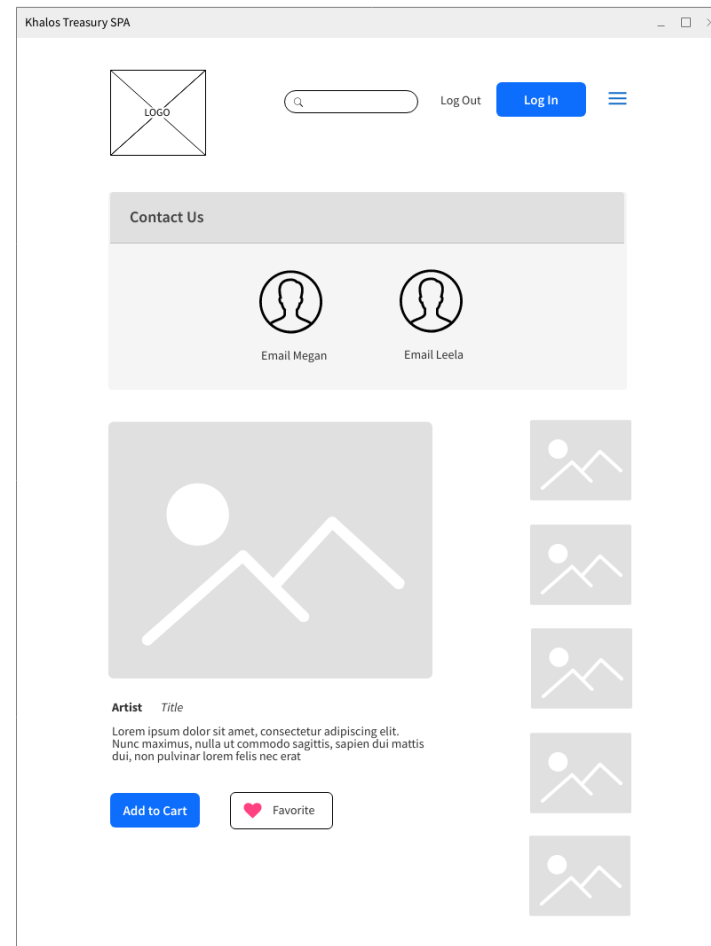 Khalos Treasury SPA
LOGO
Log Out
Log In
Contact Us
Email Megan
Email Leela
Artist Title
Lorem ipsum dolor sit amet, consectetur adipiscing elit.
Nunc maximus, nulla ut commodo sagittis, sapien dui mattis
dui, non pulvinar lorem felis nec erat
Add to Cart
Favorite